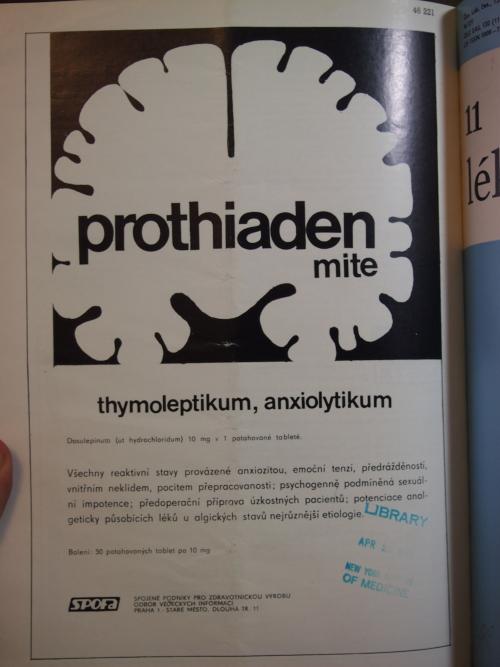 46 221
prothiaden
mite
thymoleptikum, anxiolytikum
Dosulepinum (ut hydrochloridum) 10 mg v 1 potahované tabletě.
Všechny reaktivní stavy provázené anxiozitou, emoční tenzí, předrážděností,
vnitřním neklidem, pocitem přepracovanosti; psychogenně podmíněná sexuál-
ní impotence; předoperační příprava úzkostných pacientů; potenciace anal-
geticky působících léků u algických stavů nejrůznější etiologie.
LIBRARY
APR 2
NEW YORK
OF MEDICINE
Balení: 50 potahovaných tablet po 10 mg
SPOFA
SPOJENÉ PODNIKY PRO ZDRAVOTNICKOU VÝROBU
ODBOR VĚDECKÝCH INFORMACÍ
PRAHA 1 - STARÉ MĚSTO, DLOUHÁ TŘ. 11
11
lé